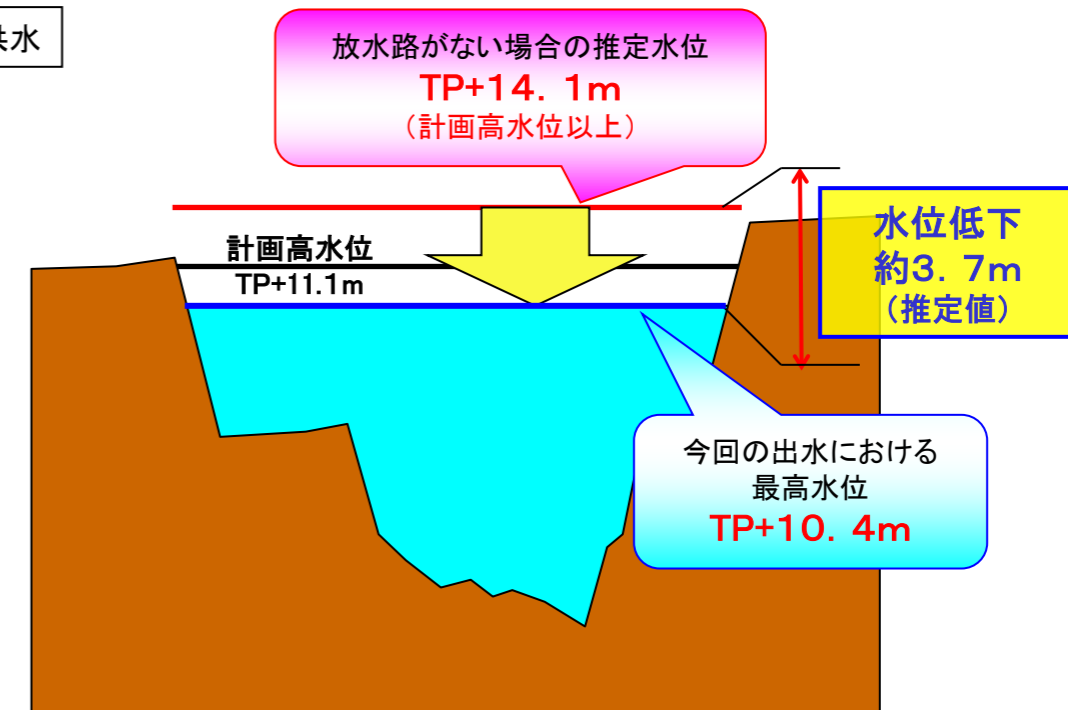 水
放水路がない場合の推定水位
TP+14．1m
（計画高水位以上）
計画高水位
TP+11.1m
水位低下
約3．7m
（推定値）
今回の出水における
最高水位
TP+10．4m